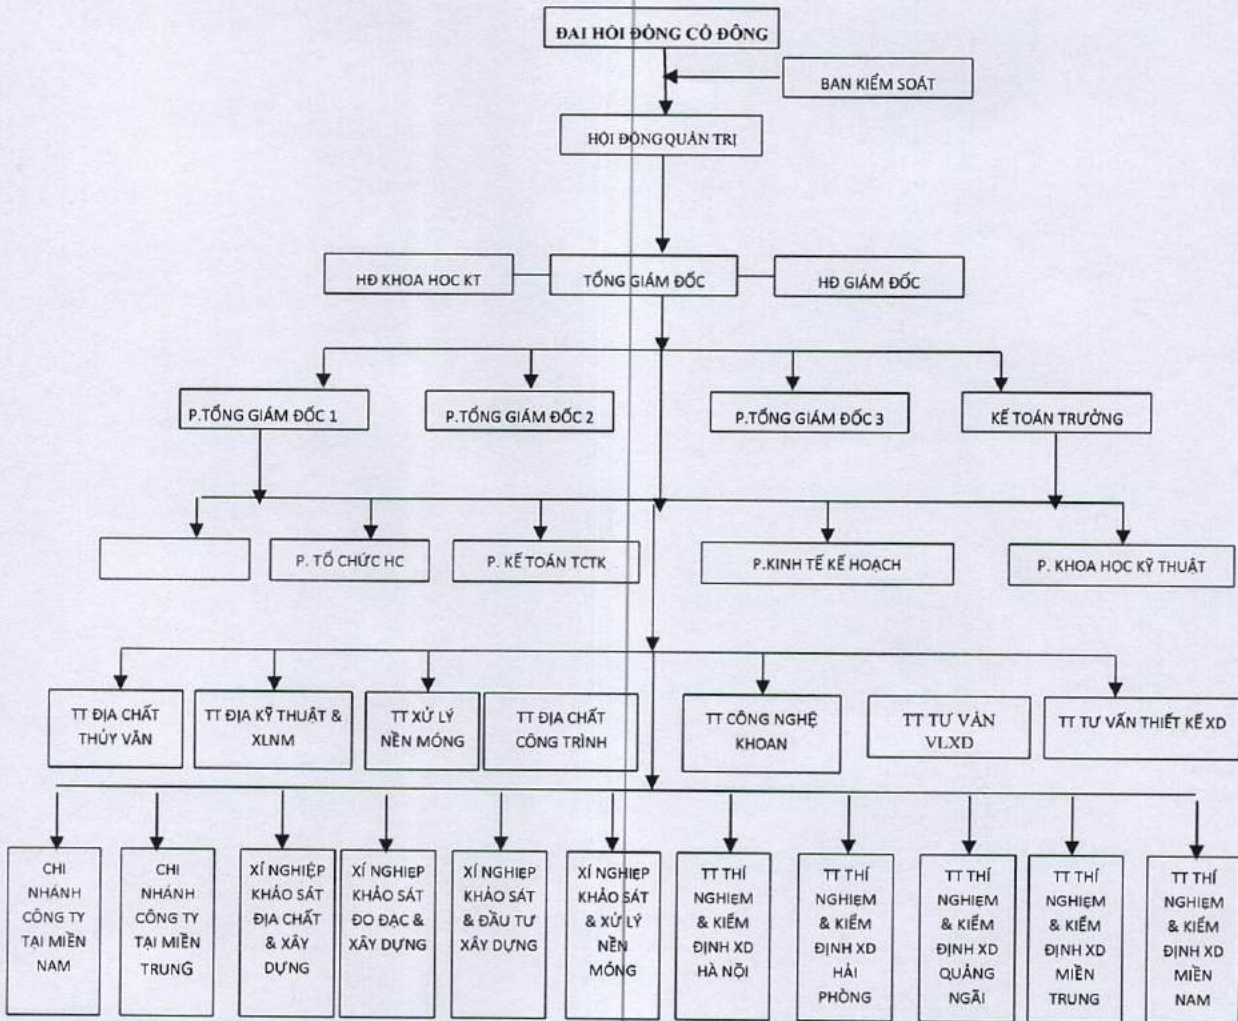 ĐAI HÔI ĐỒNG CỎ ĐÔNG
BAN KIỂM SOÁT
HỘI ĐỒNG QUẢN TRỊ
HĐ KHOA HOC KT
TỔNG GIÁM ĐỐC
HĐ GIÁM ĐỐC
P.TỔNG GIÁM ĐỐC 1
P.TỔNG GIÁM ĐỐC 2
P.TỔNG GIÁM ĐỐC 3
KẾ TOÁN TRƯỞNG
P. TỔ CHỨC HC
P. KẾ TOÁN TCTK
P.KINH TẾ KẾ HOẠCH
P. KHOA HỌC KỸ THUẬT
TT ĐỊA CHẤT
THỦY VĂN
TT ĐỊA KỸ THUẬT &
XLNM
TT XỬ LÝ
NỀN MÓNG
TT ĐỊA CHẤT
CÔNG TRÌNH
TT CÔNG NGHỆ
KHOAN
TT TƯ VẤN
VLXD
TT TƯ VẤN THIẾT KẾ XD
CHI
NHÁNH
CÔNG TY
TẠI MIỀN
NAM
CHI
NHÁNH
CÔNG TY
TẠI MIỀN
TRUNG
XÍ NGHIỆP
KHẢO SÁT
ĐỊA CHẤT
& XÂY
DỰNG
XÍ NGHIỆP
KHẢO SÁT
ĐO ĐẠC &
XÂY DỰNG
XÍ NGHIỆP
KHẢO SÁT
& ĐẦU TƯ
XÂY DỰNG
XÍ NGHIỆP
KHẢO SÁT
& XỬ LÝ
NỀN
MÓNG
TT THÍ
NGHIỆM
& KIỂM
ĐỊNH XD
HÀ NỘI
TT THÍ
NGHIỆM
& KIỂM
ĐỊNH XD
HẢI
PHÒNG
TT THÍ
NGHIỆM
& KIỂM
ĐỊNH XD
QUẢNG
NGÃI
TT THÍ
NGHIỆM
& KIỂM
ĐỊNH XD
MIỀN
TRUNG
TT THÍ
NGHIỆM
& KIỂM
ĐỊNH XD
MIỀN
NAM